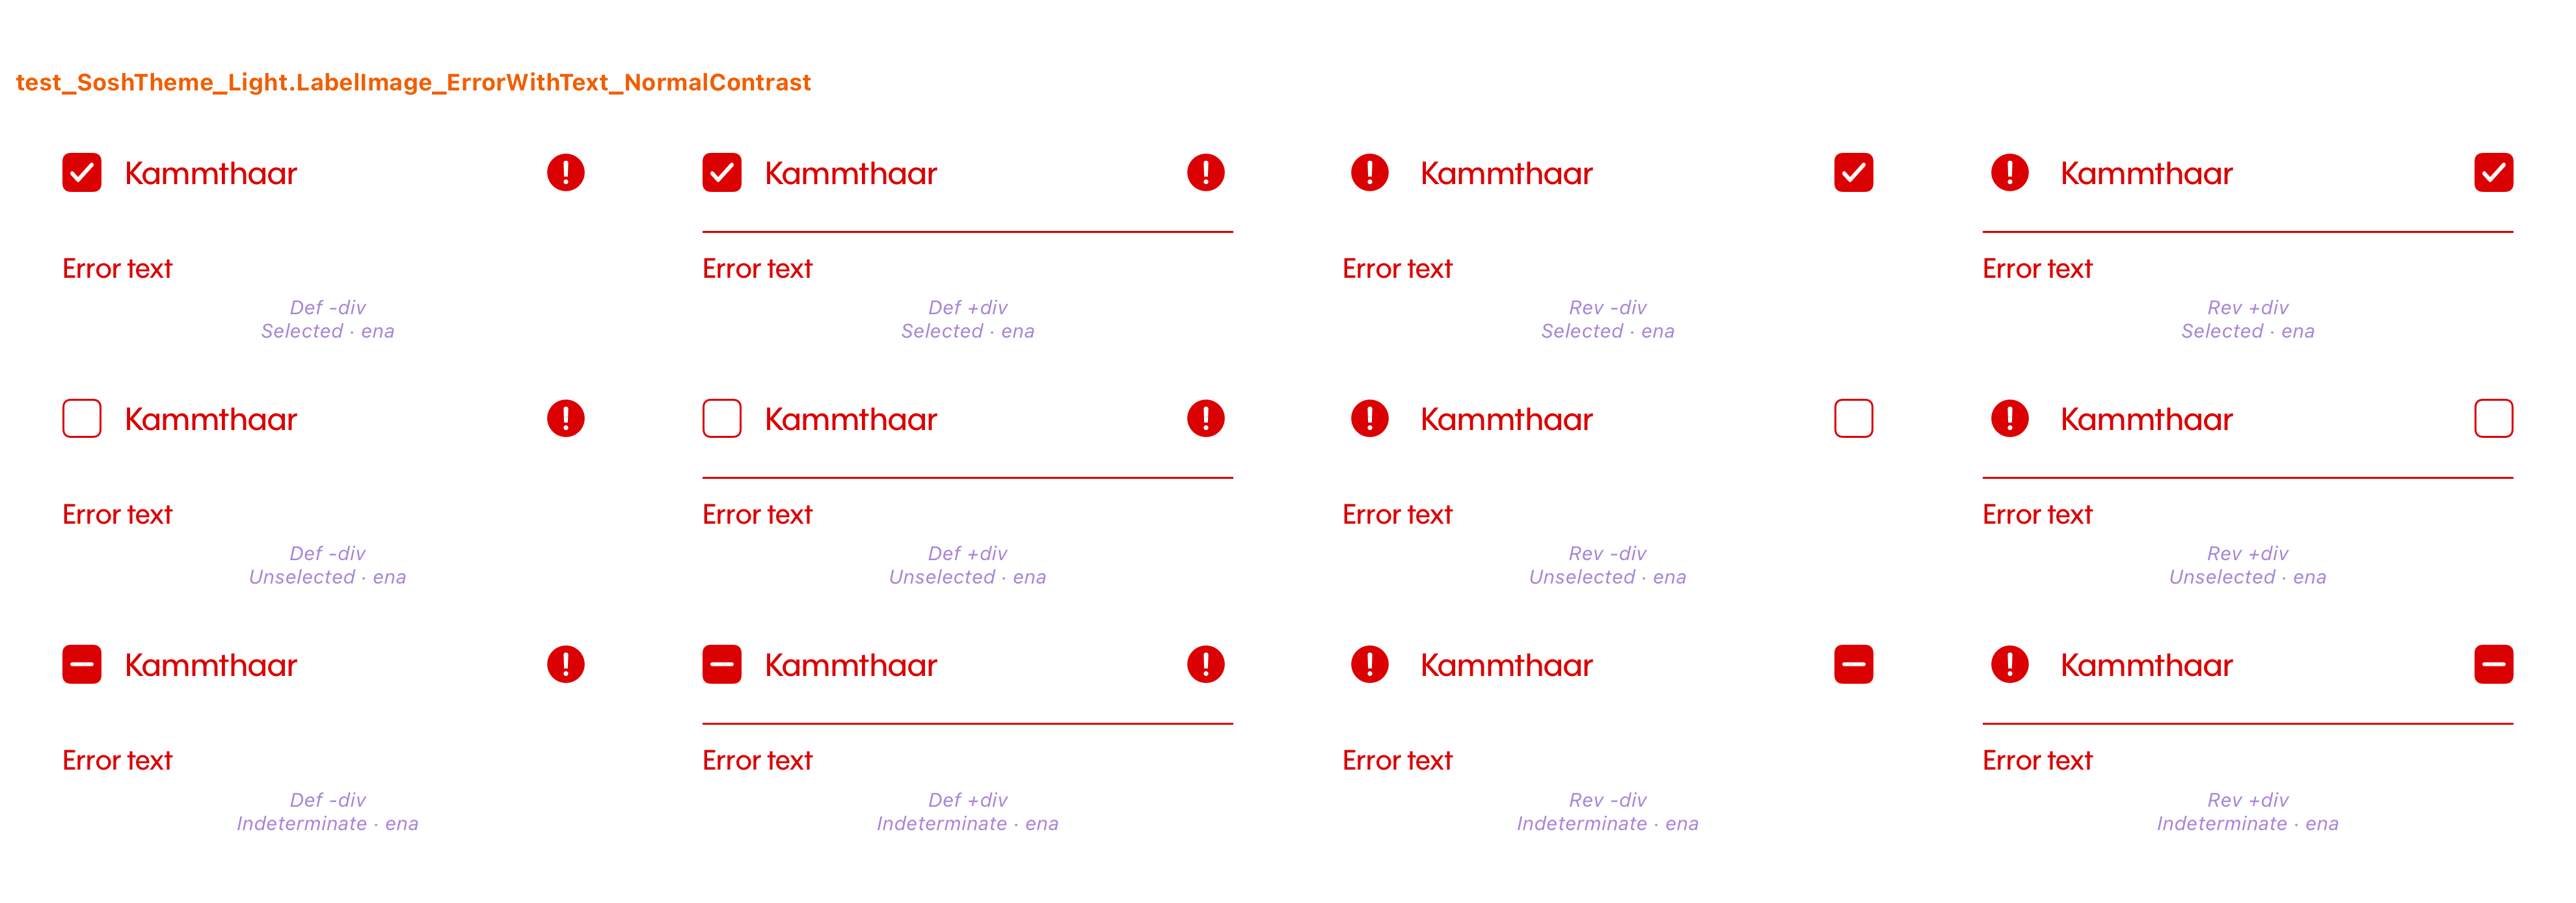 test_SoshTheme_Light.LabelImage_ErrorWithText_NormalContrast
Kammthaar Kammthaar Kammthaar Kammthaar
Error text Error text Error text Error text
Def -div Def +div Rev -div Rev +div
Selected · ena Selected · ena Selected · ena Selected · ena
Kammthaar Kammthaar Kammthaar Kammthaar
Error text Error text Error text Error text
Def -div Def +div Rev -div Rev +div
Unselected · ena Unselected · ena Unselected · ena Unselected · ena
Kammthaar Kammthaar Kammthaar Kammthaar
Error text Error text Error text Error text
Def -div Def +div Rev -div Rev +div
Indeterminate · ena Indeterminate · ena Indeterminate · ena Indeterminate · ena